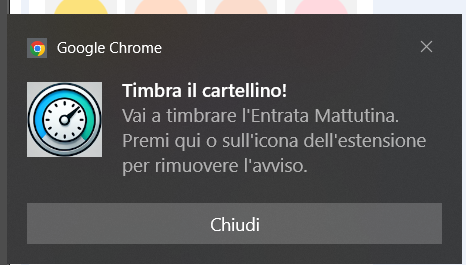 Google Chrome
Timbra il cartellino!
Vai a timbrare l'Entrata Mattutina.
Premi qui o sull'icona dell'estensione
per rimuovere l'avviso.
Chiudi